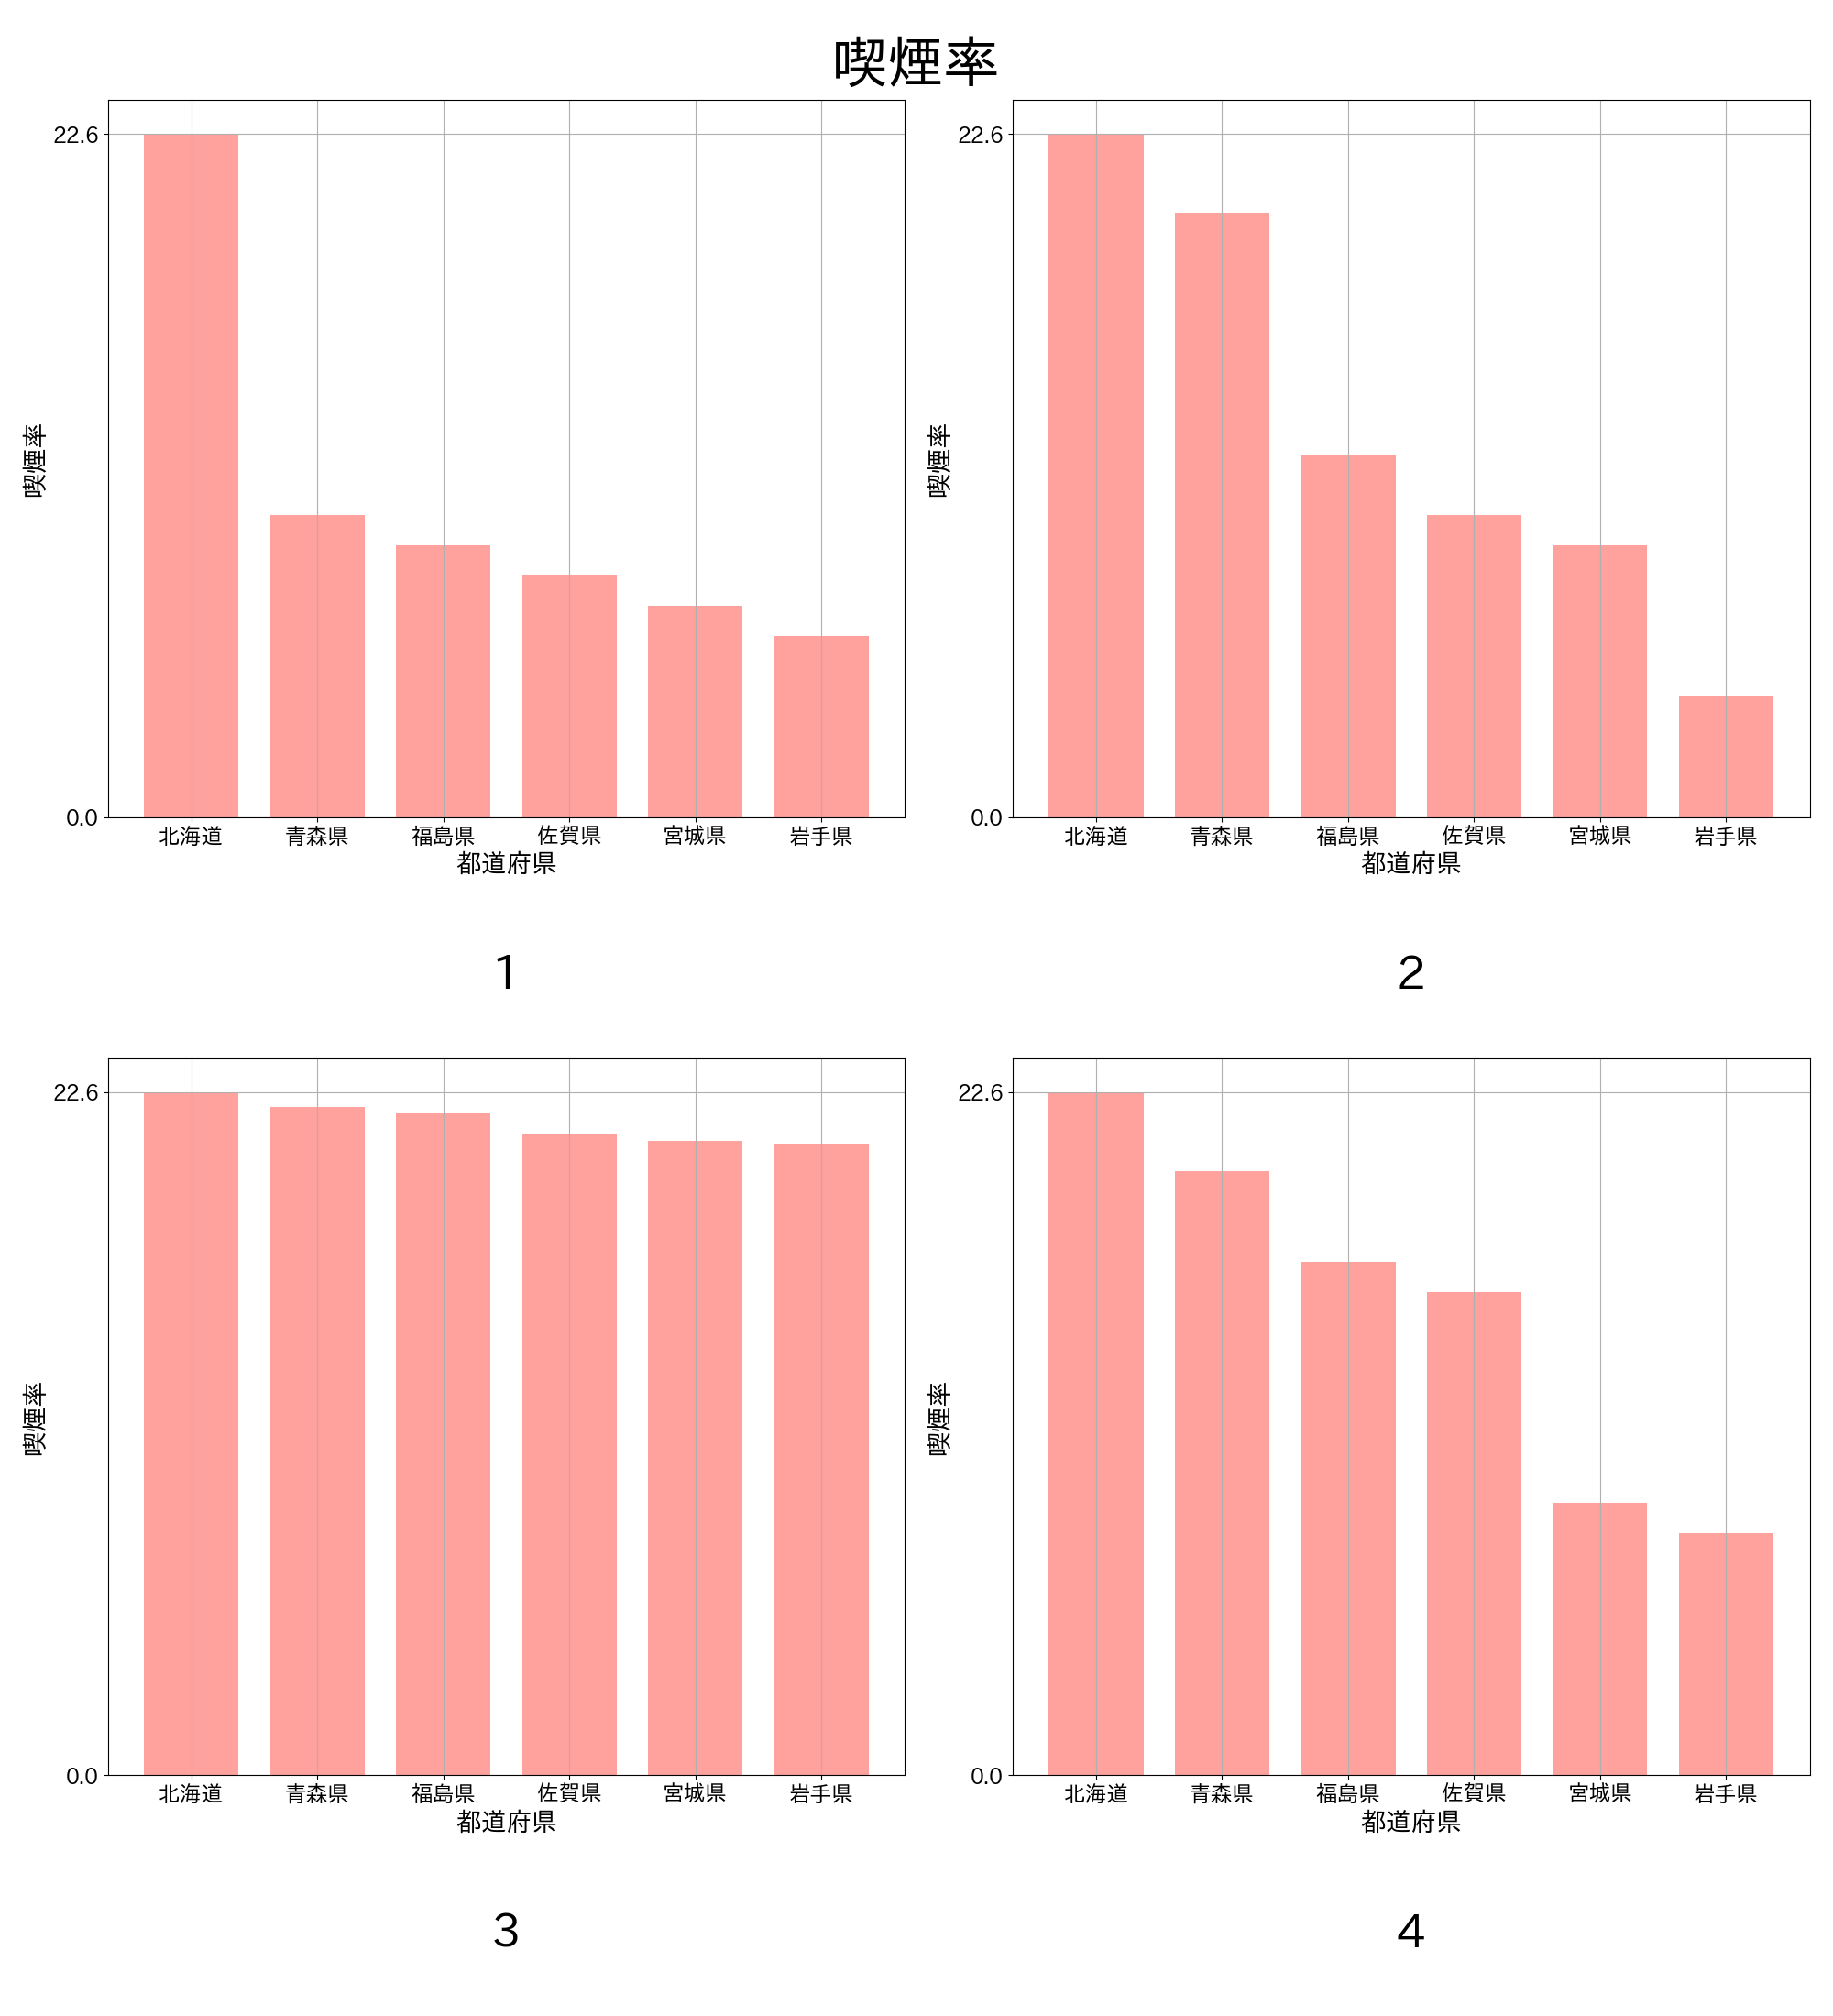 喫煙率
22.6
喫煙率
0.0
北海道 青森県 福島県 佐賀県 宮城県 岩手県
都道府県
1
22.6
喫煙率
0.0
北海道 青森県 福島県 佐賀県 宮城県 岩手県
都道府県
2
22.6
喫煙率
0.0
北海道 青森県 福島県 佐賀県 宮城県 岩手県
都道府県
3
22.6
喫煙率
0.0
北海道 青森県 福島県 佐賀県 宮城県 岩手県
都道府県
4